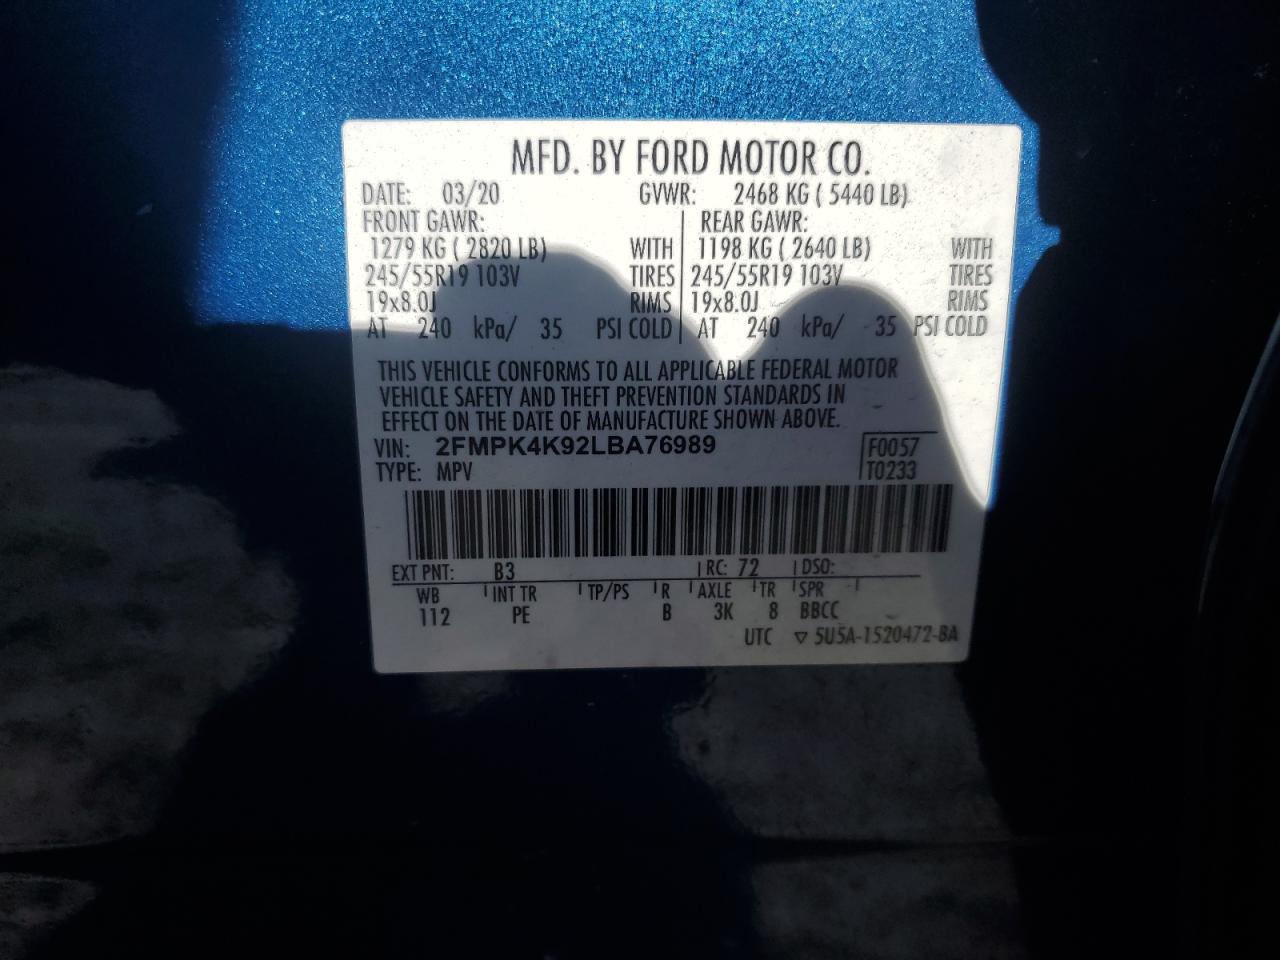 MFD. BY FORD MOTOR CO.
DATE: 03/20 GVWR: 2468 KG ( 5440 LB)
FRONT GAWR: REAR GAWR:
1279 KG ( 2820 LB) WITH 1198 KG ( 2640 LB) WITH
245/55R19 103V TIRES 245/55R19 103V TIRES
19x8.0J RIMS 19x8.0J RIMS
AT 240 kPa/ 35 PSI COLD AT 240 kPa/ 35 PSI COLD
THIS VEHICLE CONFORMS TO ALL APPLICABLE FEDERAL MOTOR
VEHICLE SAFETY AND THEFT PREVENTION STANDARDS IN
EFFECT ON THE DATE OF MANUFACTURE SHOWN ABOVE.
VIN: 2FMPK4K92LBA76989 F0057
TYPE: MPV T0233
EXT PNT: B3 RC: 72 DSO:
WB INT TR TP/PS R AXLE TR SPR
112 PE B 3K 8 BBCC
UTC ▽ 5U5A-1520472-BA